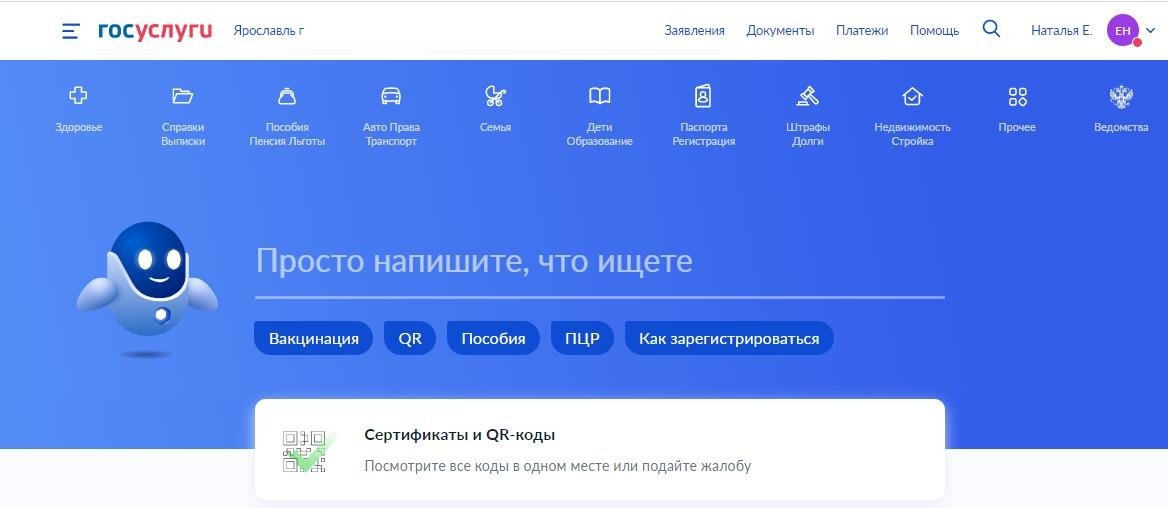 госуслуги Ярославль г Заявления Документы Платежи Помощь Наталья Е. ЕН
Здоровье
Справки
Выписки
Пособия
Пенсия Льготы
Авто Права
Транспорт
Семья
Дети
Образование
Паспорта
Регистрация
Штрафы
Долги
Недвижимость
Стройка
Прочее
Ведомства
Просто напишите, что ищете
Вакцинация QR Пособия ПЦР Как зарегистрироваться
Сертификаты и QR-коды
Посмотрите все коды в одном месте или подайте жалобу